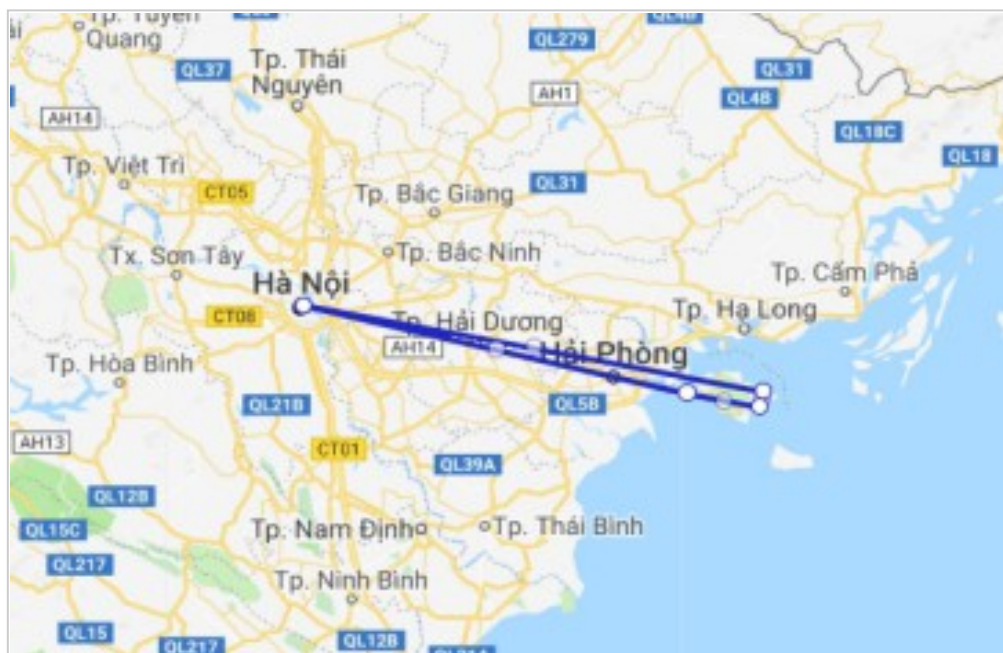 Tp. Tuyên
Quang
QL279
QL4B
QL37
Tp. Thái
Nguyên
QL31
AH1
QL4B
AH14
QL18C
QL18
Tp. Việt Trì
CT05
QL31
Tp. Bắc Giang
Tx. Sơn Tây
Tp. Bắc Ninh
Tp. Cẩm Phả
Hà Nội
CT08
Tp. Hải Dương
Tp. Hạ Long
AH14
Hải Phòng
Tp. Hòa Bình
QL21B
QL5B
AH13
CT01
QL39A
QL12B
QL15C
Tp. Nam Định
Tp. Thái Bình
QL217
Tp. Ninh Bình
QL15
QL217
QL12B